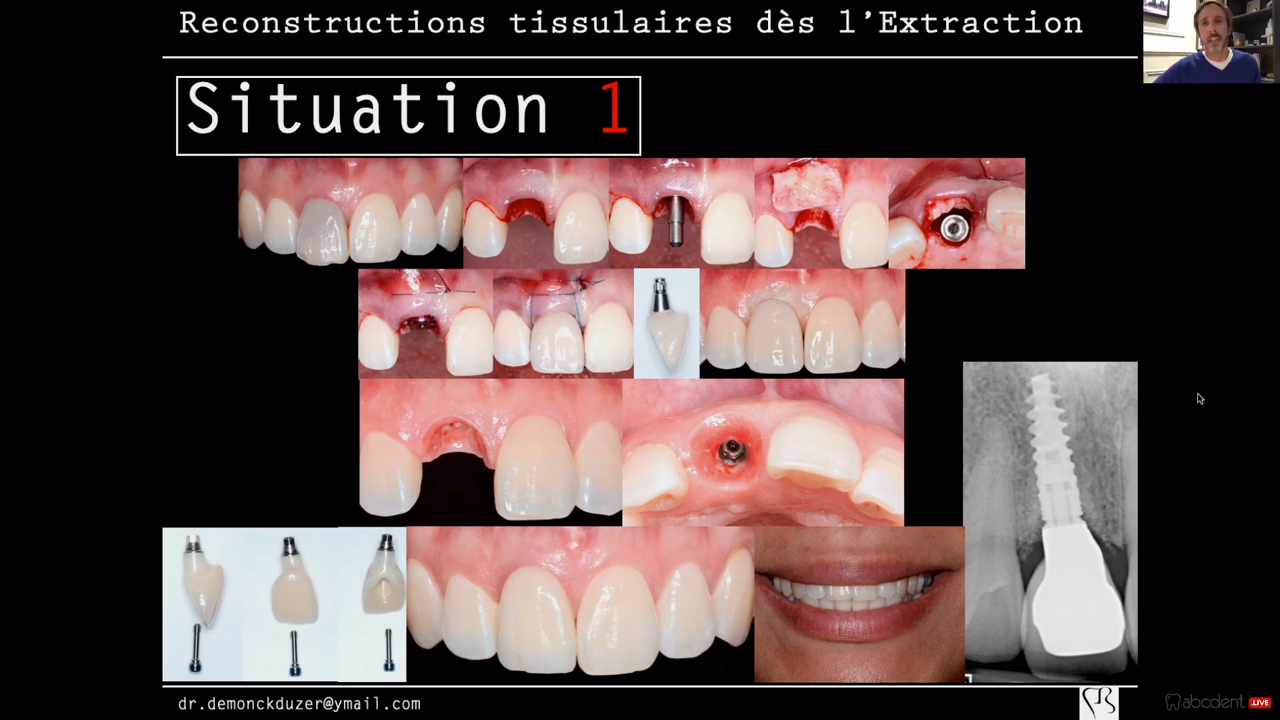 Reconstructions tissulaires dès l'Extraction
Situation 1
dr.demonckduzer@ymail.com
abcdent LIVE